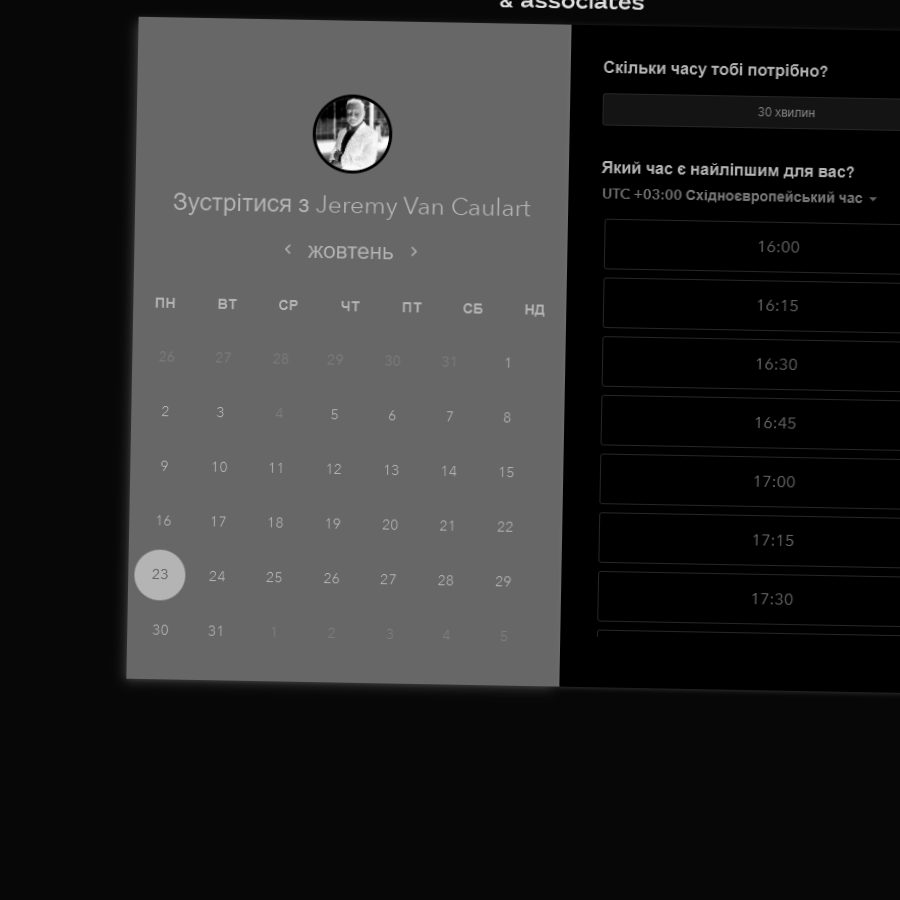 & associates
Зустрітися з Jeremy Van Caulart
жовтень
ПН ВТ СР ЧТ ПТ СБ НД
26 27 28 29 30 31 1
2 3 4 5 6 7 8
9 10 11 12 13 14 15
16 17 18 19 20 21 22
23 24 25 26 27 28 29
30 31 1 2 3 4 5
Скільки часу тобі потрібно?
30 хвилин
Який час є найліпшим для вас?
UTC +03:00 Східноєвропейський час
16:00
16:15
16:30
16:45
17:00
17:15
17:30